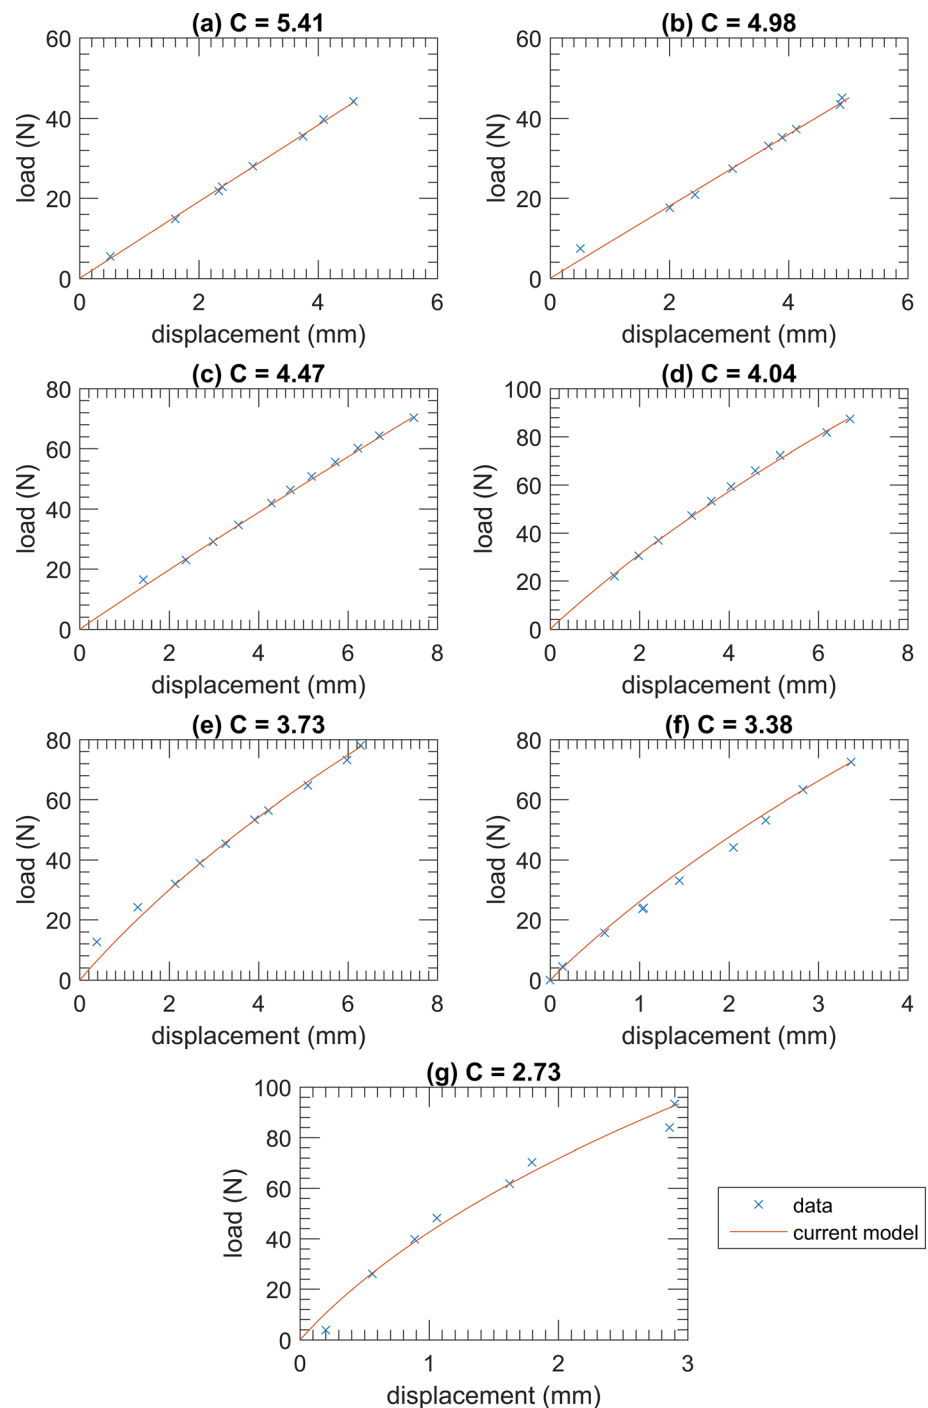 (a) C = 5.41
60
40
20
0
0 2 4 6
load (N)
displacement (mm)
(b) C = 4.98
60
40
20
0
0 2 4 6
load (N)
displacement (mm)
(c) C = 4.47
80
60
40
20
0
0 2 4 6 8
load (N)
displacement (mm)
(d) C = 4.04
100
80
60
40
20
0
0 2 4 6 8
load (N)
displacement (mm)
(e) C = 3.73
80
60
40
20
0
0 2 4 6 8
load (N)
displacement (mm)
(f) C = 3.38
80
60
40
20
0
0 1 2 3 4
load (N)
displacement (mm)
(g) C = 2.73
100
80
60
40
20
0
0 1 2 3
load (N)
displacement (mm)
data
current model